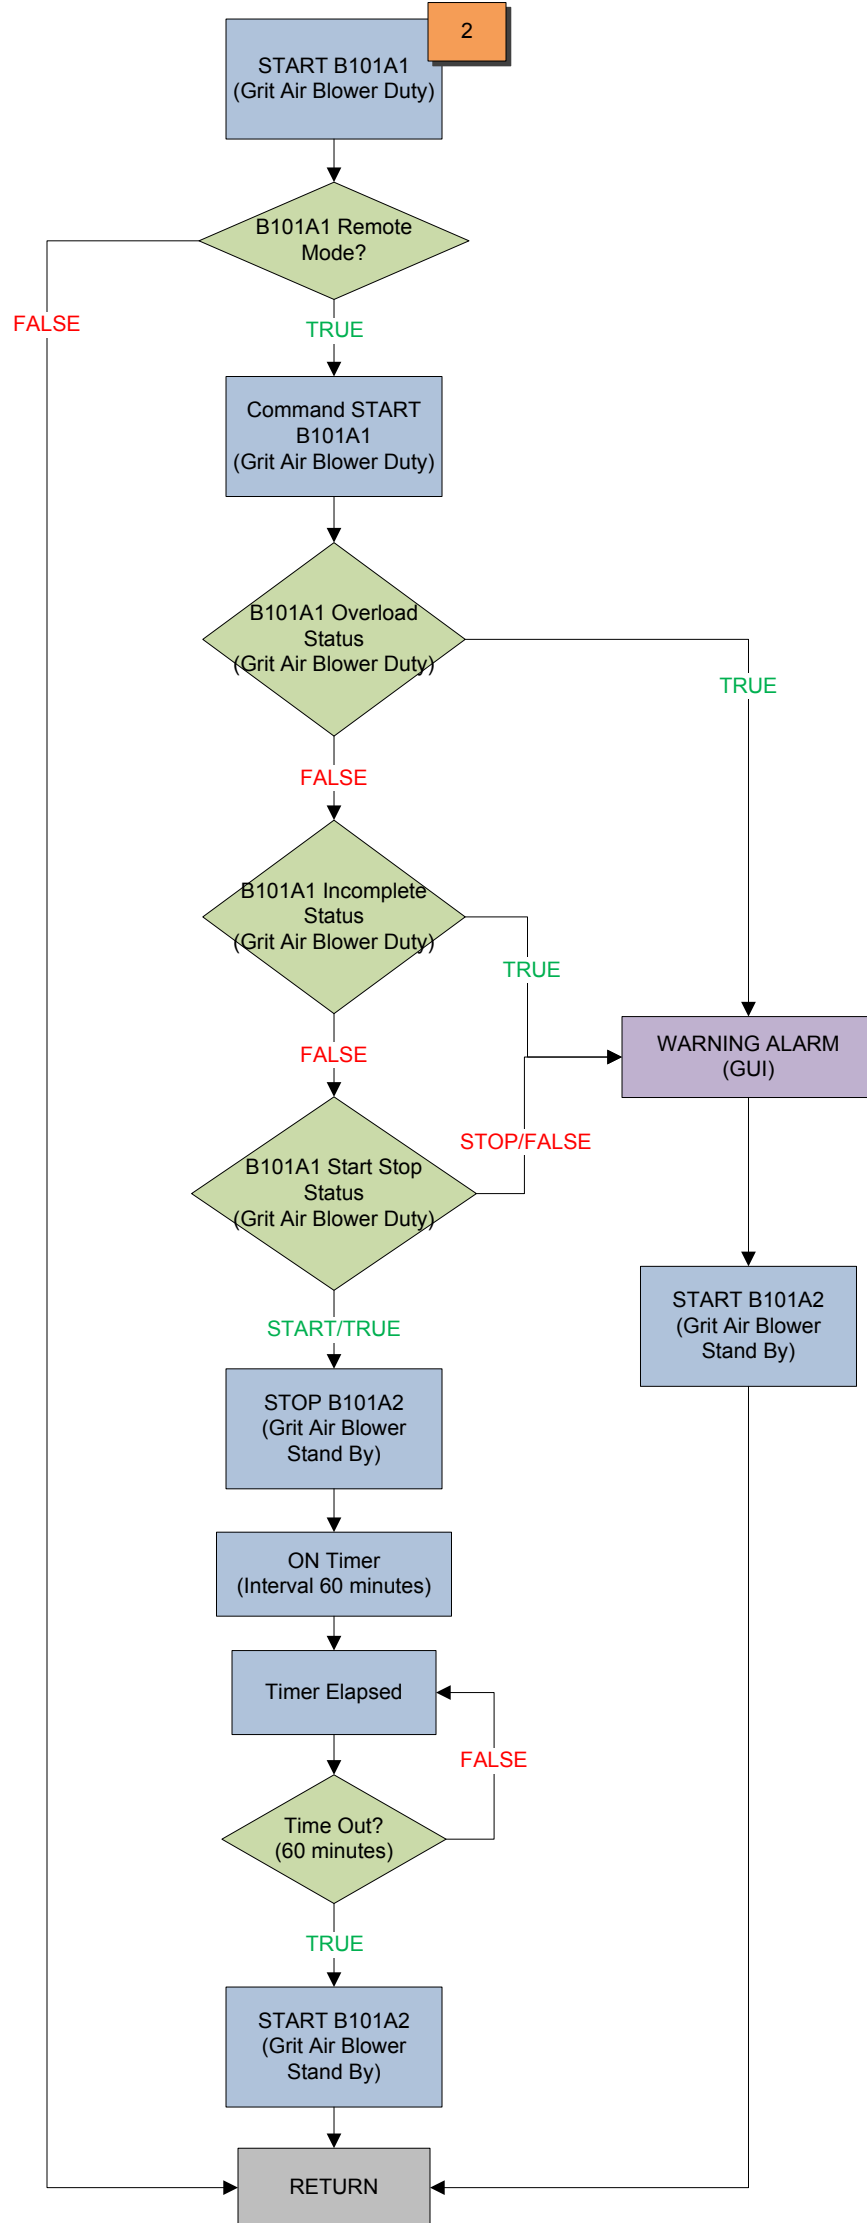 2
START B101A1
(Grit Air Blower Duty)
B101A1 Remote
Mode?
FALSE
TRUE
Command START
B101A1
(Grit Air Blower Duty)
B101A1 Overload
Status
(Grit Air Blower Duty)
TRUE
FALSE
B101A1 Incomplete
Status
(Grit Air Blower Duty)
TRUE
FALSE
WARNING ALARM
(GUI)
STOP/FALSE
B101A1 Start Stop
Status
(Grit Air Blower Duty)
START/TRUE
START B101A2
(Grit Air Blower
Stand By)
STOP B101A2
(Grit Air Blower
Stand By)
ON Timer
(Interval 60 minutes)
Timer Elapsed
FALSE
Time Out?
(60 minutes)
TRUE
START B101A2
(Grit Air Blower
Stand By)
RETURN